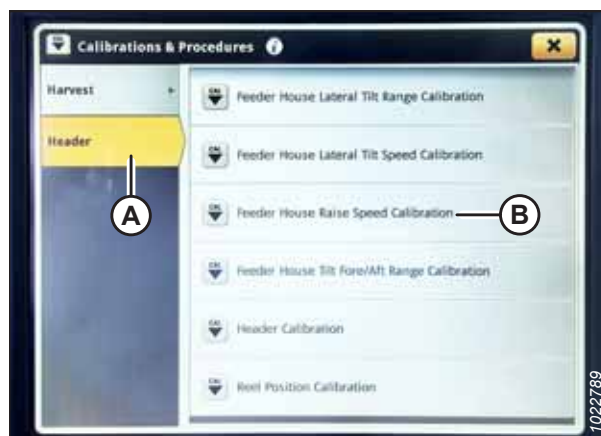 Calibrations & Procedures
Harvest
Header
Feeder House Lateral Tilt Range Calibration
Feeder House Lateral Tilt Speed Calibration
Feeder House Raise Speed Calibration
Feeder House Tilt Fore/Aft Range Calibration
Header Calibration
Reel Position Calibration
A
B
1022789